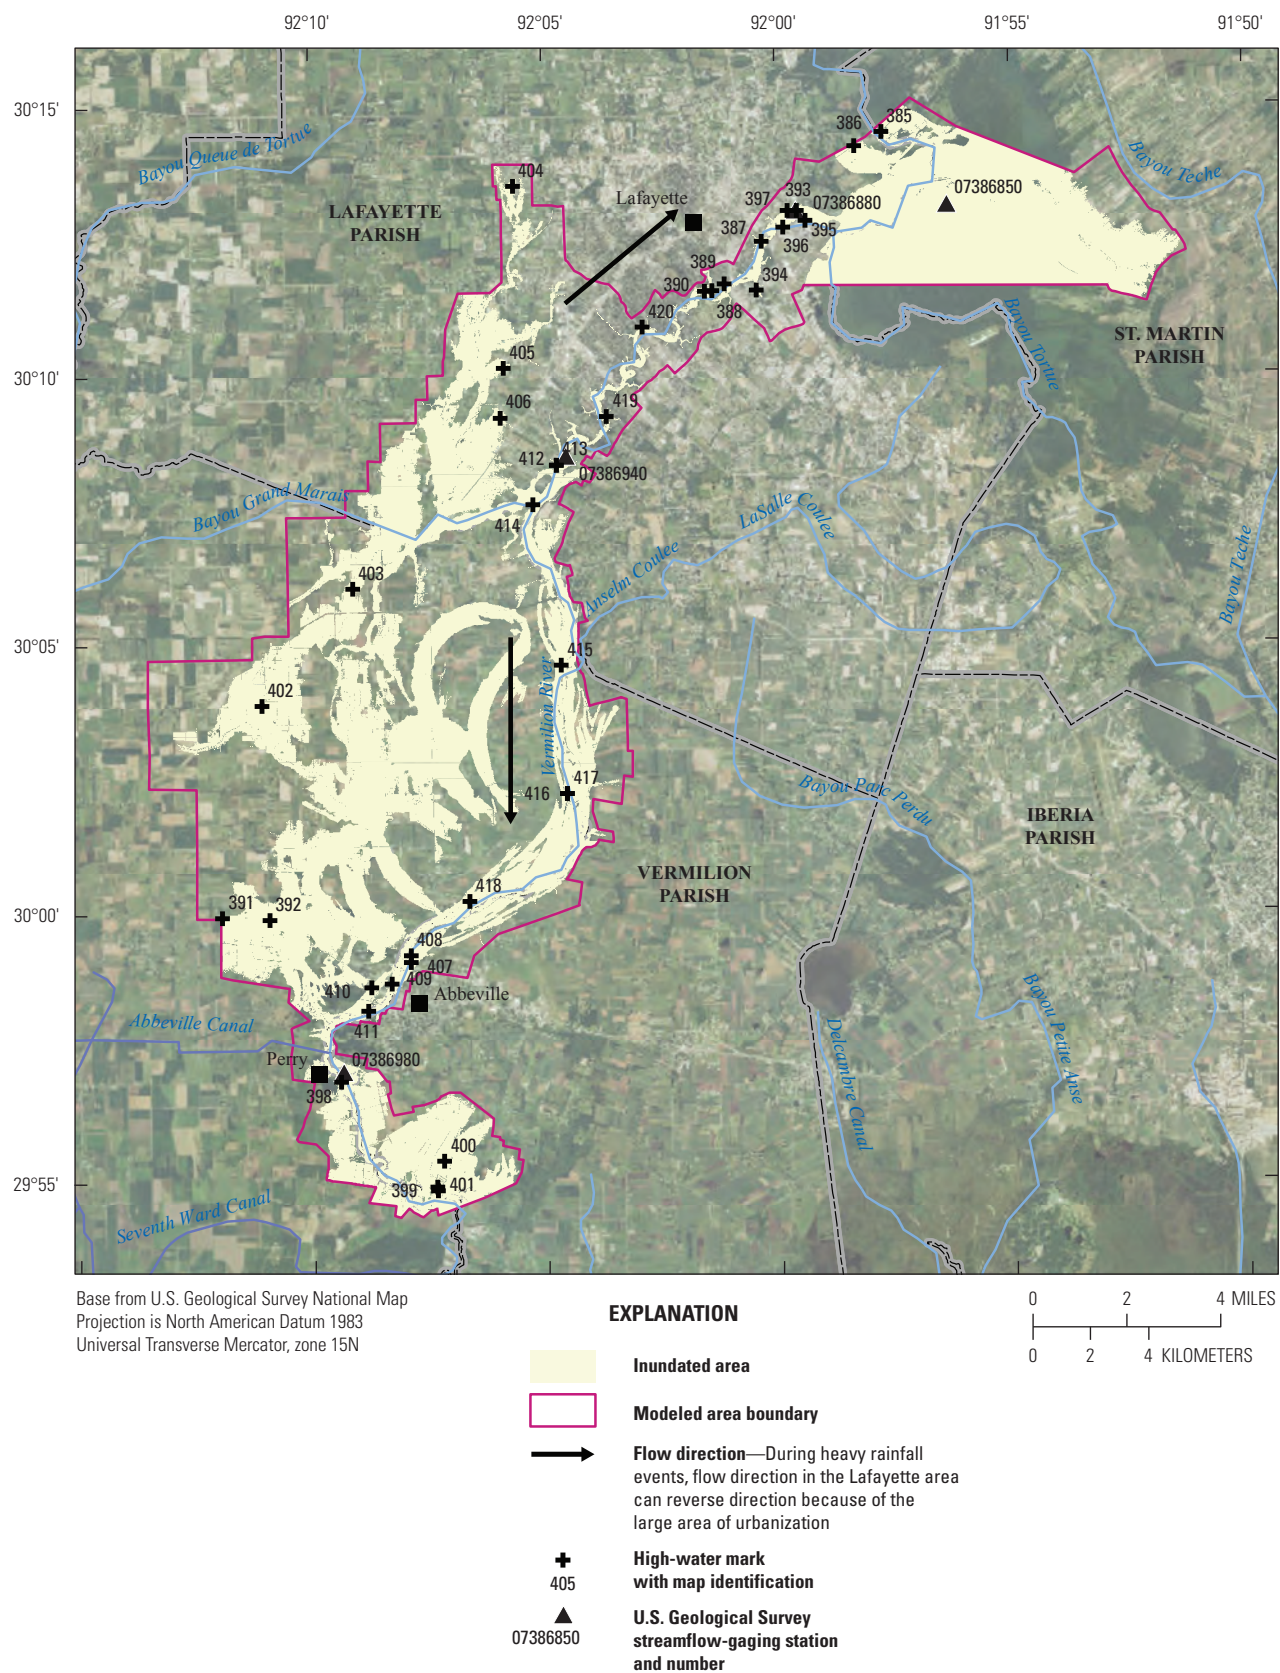 92°10'
92°05'
92°00'
91°55'
91°50'
30°15'
30°10'
30°05'
30°00'
29°55'
Bayou Queue de Tortue
LAFAYETTE
PARISH
404
Lafayette
386
385
Bayou Teche
07386850
397
393
07386880
387
395
396
389
394
390
388
420
Bayou Tortue
ST. MARTIN
PARISH
405
406
419
412
413
07386940
Bayou Grand Marais
414
LaSalle Coulee
Anselm Coulee
Bayou Teche
403
415
402
Vermilion River
417
416
Bayou Parc Perdu
IBERIA
PARISH
VERMILION
PARISH
418
391
392
408
407
409
410
Abbeville
411
Abbeville Canal
Perry
07386980
398
Delcambre Canal
Bayou Petite Anse
400
401
399
Seventh Ward Canal
Base from U.S. Geological Survey National Map
Projection is North American Datum 1983
Universal Transverse Mercator, zone 15N
0 2 4 MILES
0 2 4 KILOMETERS
EXPLANATION
Inundated area
Modeled area boundary
Flow direction—During heavy rainfall
events, flow direction in the Lafayette area
can reverse direction because of the
large area of urbanization
High-water mark
with map identification
405
U.S. Geological Survey
streamflow-gaging station
and number
07386850